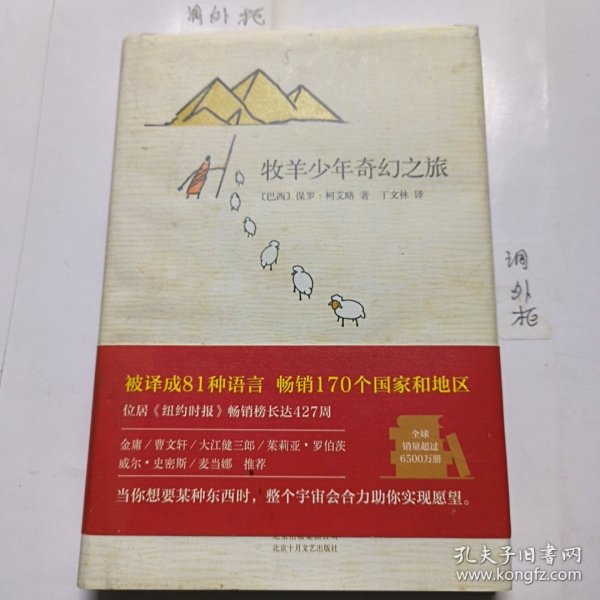 调外柜
牧羊少年奇幻之旅
〔巴西〕保罗·柯艾略 著 丁文林 译
调
外
柜
被译成81种语言 畅销170个国家和地区
位居《纽约时报》畅销榜长达427周
金庸/曹文轩/大江健三郎/茱莉亚·罗伯茨
威尔·史密斯/麦当娜 推荐
全球
销量超过
6500万册
当你想要某种东西时，整个宇宙会合力助你实现愿望。
北京十月文艺出版社
孔夫子旧书网
www.kongfz.com